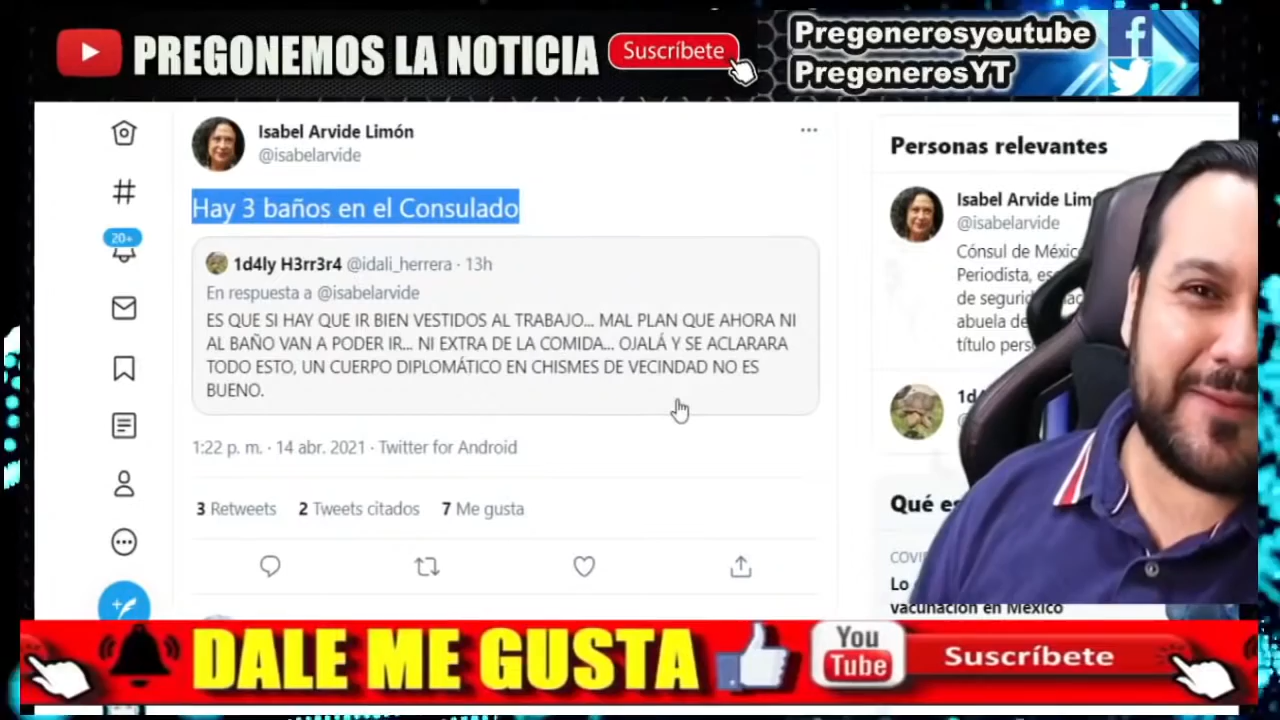 PREGONEMOS LA NOTICIA
Suscríbete
Pregonerosyoutube
PregonerosYT
Isabel Arvide Limón
@isabelarvide
Hay 3 baños en el Consulado
1d4ly H3rr3r4 @idali_herrera · 13h
En respuesta a @isabelarvide
ES QUE SI HAY QUE IR BIEN VESTIDOS AL TRABAJO... MAL PLAN QUE AHORA NI
AL BAÑO VAN A PODER IR... NI EXTRA DE LA COMIDA... OJALÁ Y SE ACLARARA
TODO ESTO, UN CUERPO DIPLOMÁTICO EN CHISMES DE VECINDAD NO ES
BUENO.
1:22 p. m. · 14 abr. 2021 · Twitter for Android
3 Retweets 2 Tweets citados 7 Me gusta
20+
Personas relevantes
Isabel Arvide Lim
@isabelarvide
Cónsul de México
Periodista, es
de segurid
abuela de
título pers
1d
Qué es
COVI
Lo
vacunación en México
DALE ME GUSTA
You
Tube
Suscríbete